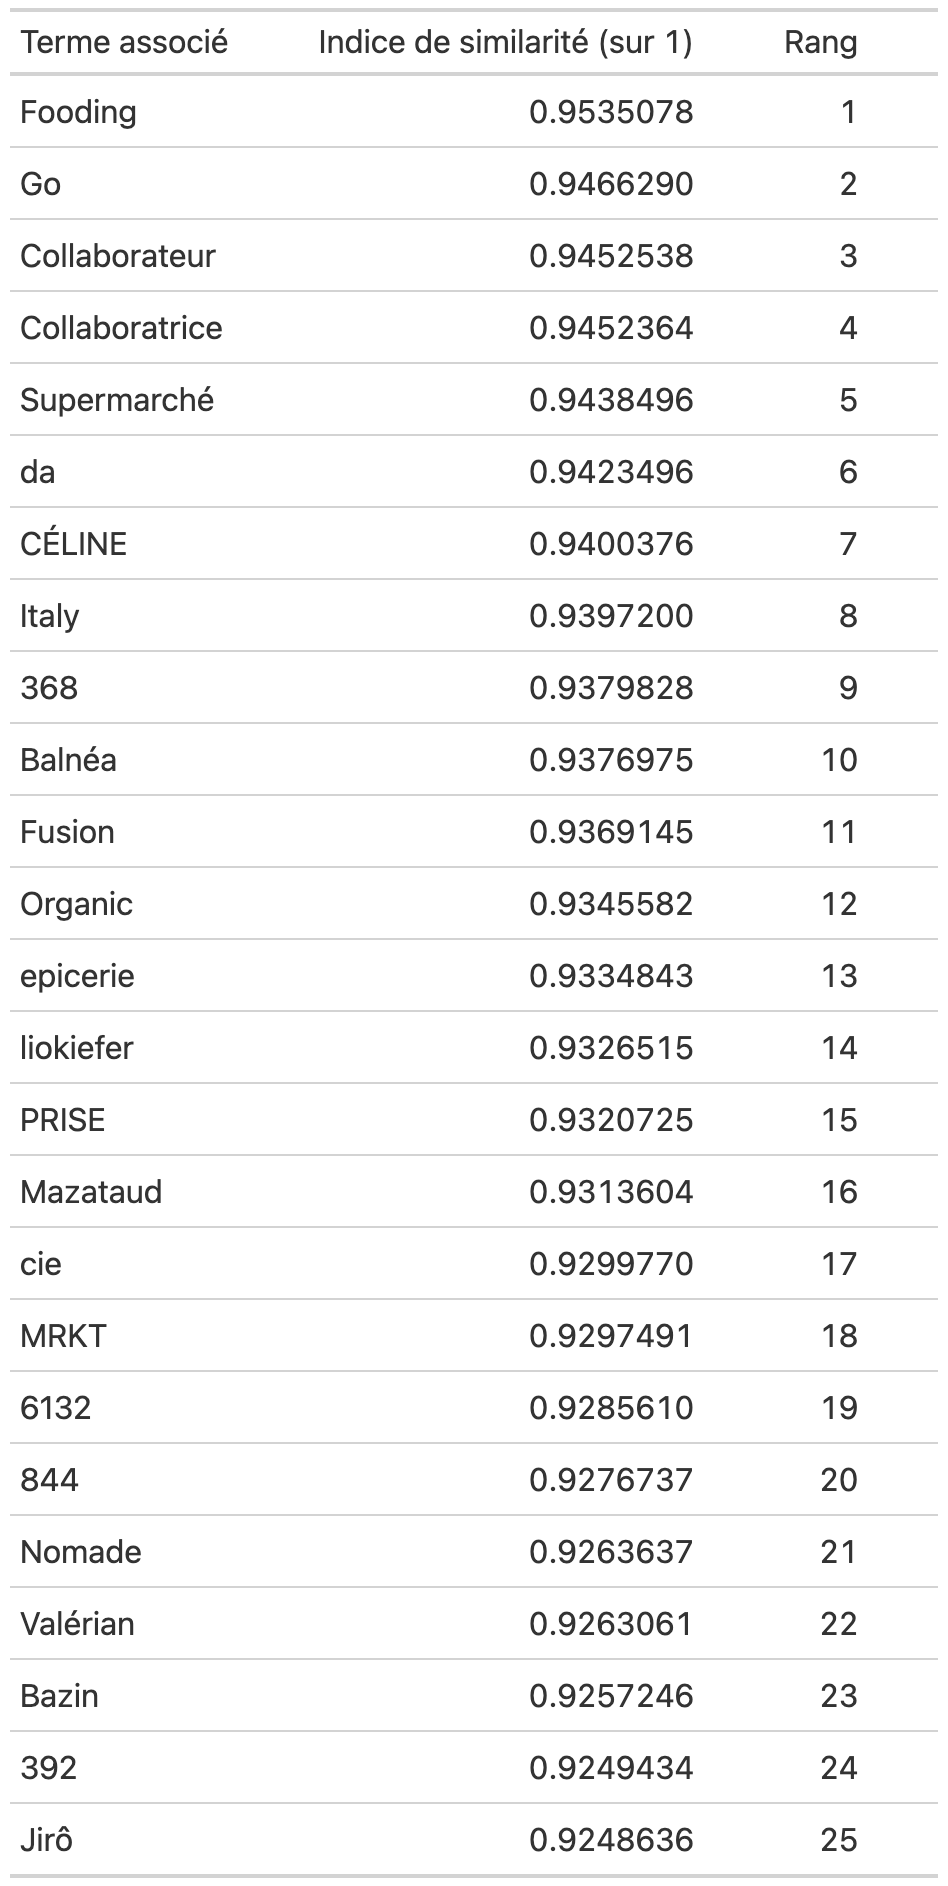 Terme associé Indice de similarité (sur 1) Rang
Fooding 0.9535078 1
Go 0.9466290 2
Collaborateur 0.9452538 3
Collaboratrice 0.9452364 4
Supermarché 0.9438496 5
da 0.9423496 6
CÉLINE 0.9400376 7
Italy 0.9397200 8
368 0.9379828 9
Balnéa 0.9376975 10
Fusion 0.9369145 11
Organic 0.9345582 12
epicerie 0.9334843 13
liokiefer 0.9326515 14
PRISE 0.9320725 15
Mazataud 0.9313604 16
cie 0.9299770 17
MRKT 0.9297491 18
6132 0.9285610 19
844 0.9276737 20
Nomade 0.9263637 21
Valérian 0.9263061 22
Bazin 0.9257246 23
392 0.9249434 24
Jirô 0.9248636 25